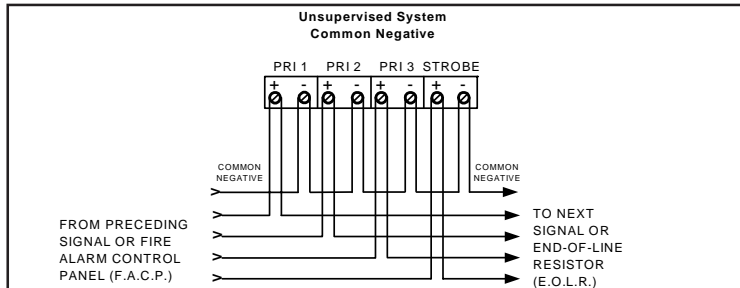 Unsupervised System
Common Negative
PRI 1 PRI 2 PRI 3 STROBE
+ - + - + - + -
COMMON
NEGATIVE
COMMON
NEGATIVE
FROM PRECEDING
SIGNAL OR FIRE
ALARM CONTROL
PANEL (F.A.C.P.)
TO NEXT
SIGNAL OR
END-OF-LINE
RESISTOR
(E.O.L.R.)